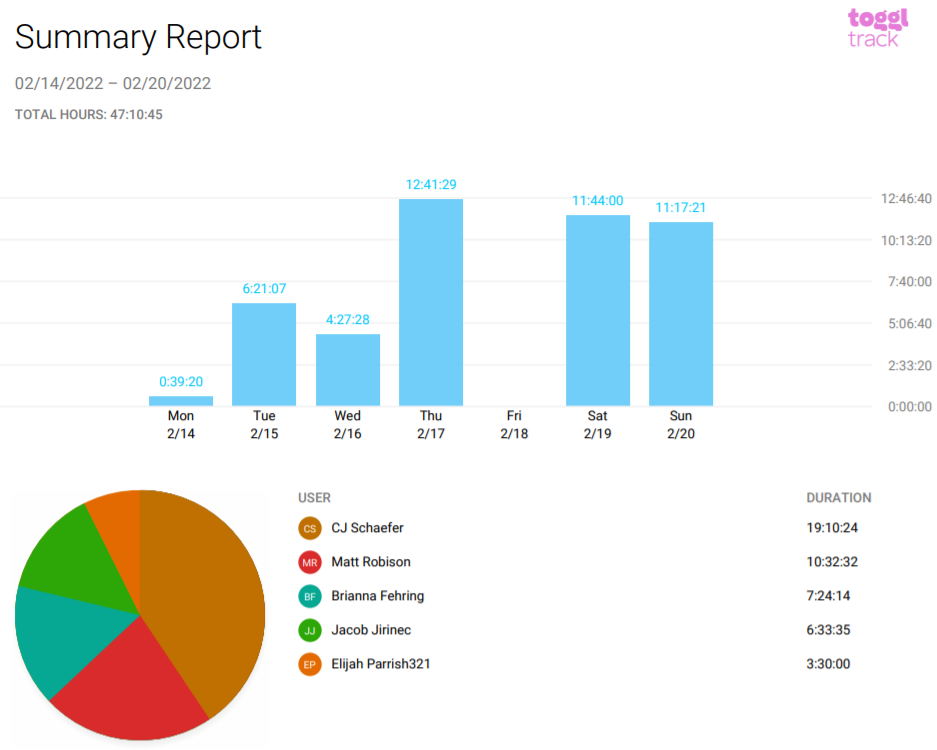 Summary Report
toggl
track
02/14/2022 – 02/20/2022
TOTAL HOURS: 47:10:45
12:41:29
12:46:40
11:44:00
11:17:21
10:13:20
7:40:00
6:21:07
5:06:40
4:27:28
2:33:20
0:39:20
0:00:00
Mon Tue Wed Thu Fri Sat Sun
2/14 2/15 2/16 2/17 2/18 2/19 2/20
USER DURATION
CS CJ Schaefer 19:10:24
MR Matt Robison 10:32:32
BF Brianna Fehring 7:24:14
JJ Jacob Jirinec 6:33:35
EP Elijah Parrish321 3:30:00